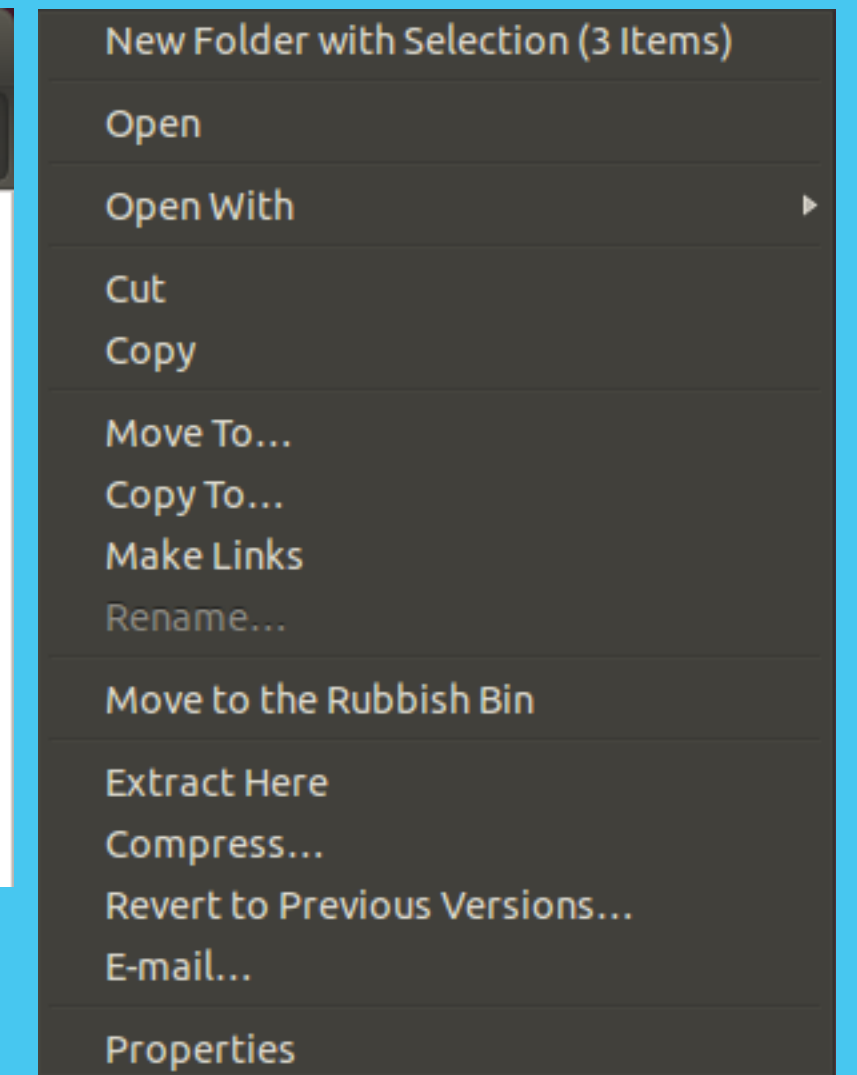 New Folder with Selection (3 Items)
Open
Open With
Cut
Copy
Move To…
Copy To…
Make Links
Rename…
Move to the Rubbish Bin
Extract Here
Compress…
Revert to Previous Versions…
E-mail…
Properties